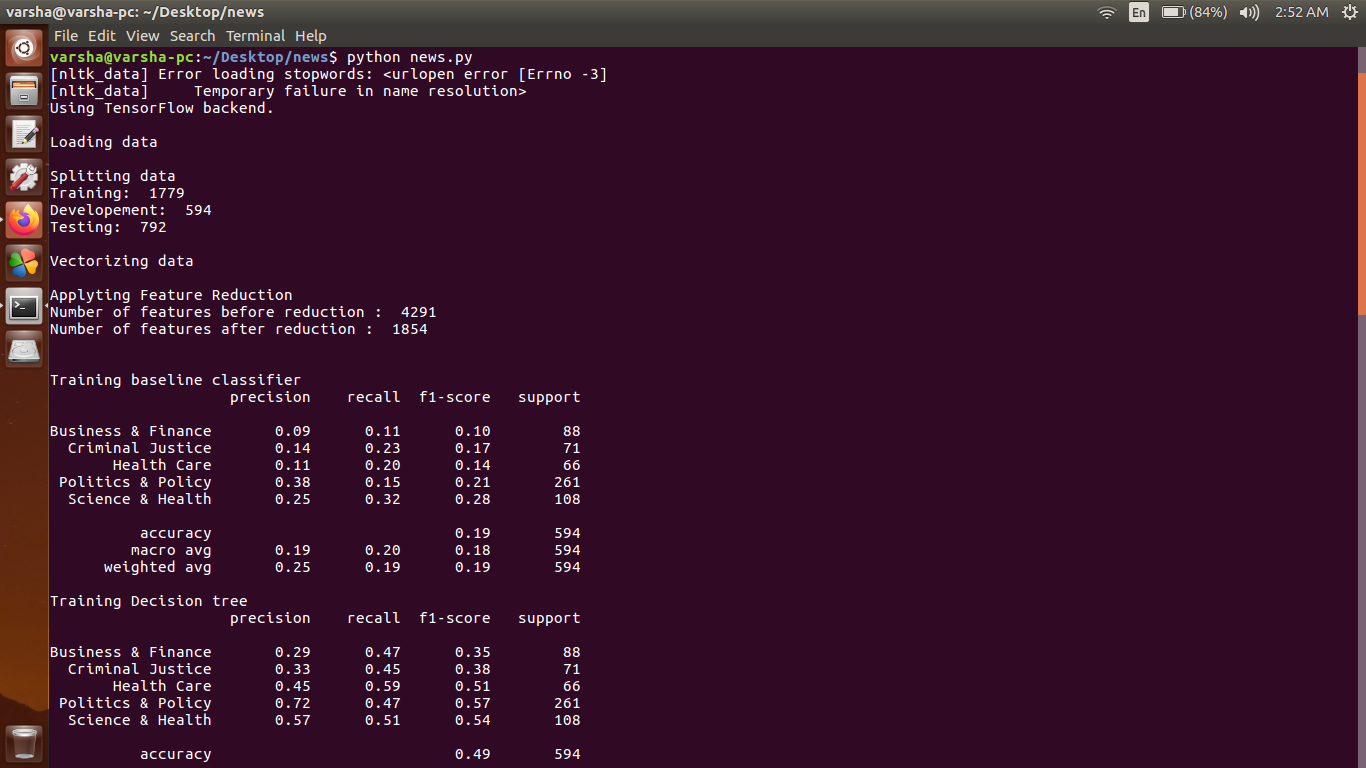 varsha@varsha-pc: ~/Desktop/news
En (84%) 2:52 AM
File Edit View Search Terminal Help
varsha@varsha-pc:~/Desktop/news$ python news.py
[nltk_data] Error loading stopwords: <urlopen error [Errno -3]
[nltk_data]     Temporary failure in name resolution>
Using TensorFlow backend.
Loading data
Splitting data
Training:  1779
Developement:  594
Testing:  792
Vectorizing data
Applyting Feature Reduction
Number of features before reduction :  4291
Number of features after reduction :  1854
Training baseline classifier
precision    recall  f1-score   support
Business & Finance       0.09      0.11      0.10        88
Criminal Justice       0.14      0.23      0.17        71
Health Care       0.11      0.20      0.14        66
Politics & Policy       0.38      0.15      0.21       261
Science & Health       0.25      0.32      0.28       108
accuracy                           0.19       594
macro avg       0.19      0.20      0.18       594
weighted avg       0.25      0.19      0.19       594
Training Decision tree
precision    recall  f1-score   support
Business & Finance       0.29      0.47      0.35        88
Criminal Justice       0.33      0.45      0.38        71
Health Care       0.45      0.59      0.51        66
Politics & Policy       0.72      0.47      0.57       261
Science & Health       0.57      0.51      0.54       108
accuracy                           0.49       594